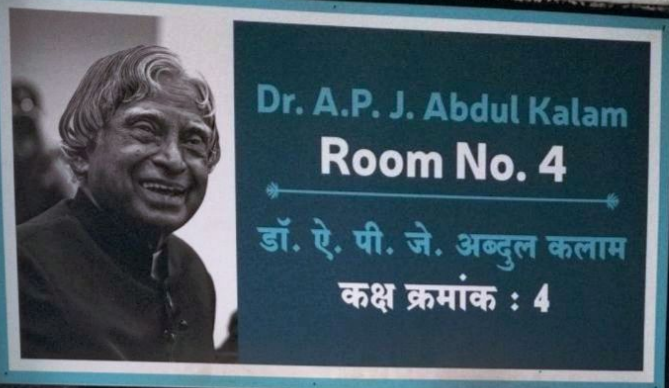 Dr. A.P. J. Abdul Kalam
Room No. 4
डॉ. ऐ. पी. जे. अब्दुल कलाम
कक्ष क्रमांक : 4